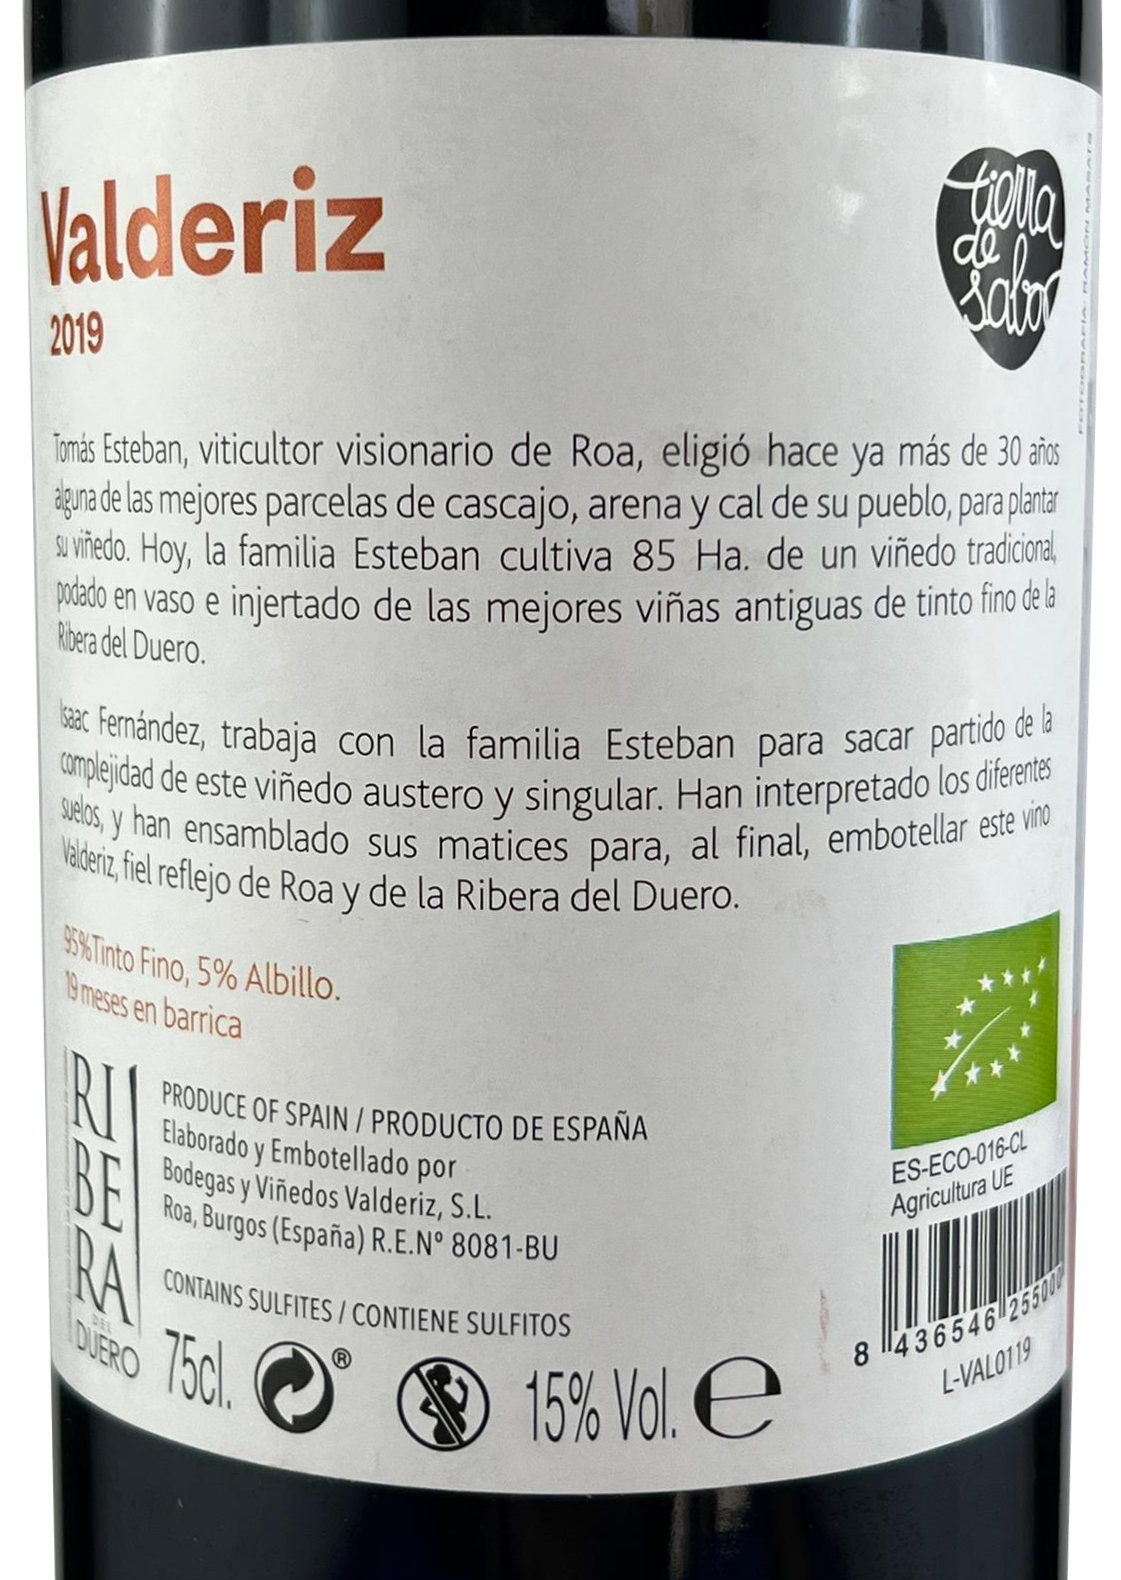 Valderiz
2019
tierra
de
sabor
FOTOGRAFÍA: RAMÓN MASATS
Tomás Esteban, viticultor visionario de Roa, eligió hace ya más de 30 años
alguna de las mejores parcelas de cascajo, arena y cal de su pueblo, para plantar
su viñedo. Hoy, la familia Esteban cultiva 85 Ha. de un viñedo tradicional,
podado en vaso e injertado de las mejores viñas antiguas de tinto fino de la
Ribera del Duero.
Isaac Fernández, trabaja con la familia Esteban para sacar partido de la
complejidad de este viñedo austero y singular. Han interpretado los diferentes
suelos, y han ensamblado sus matices para, al final, embotellar este vino
Valderiz, fiel reflejo de Roa y de la Ribera del Duero.
95%Tinto Fino, 5% Albillo.
19 meses en barrica
RI
BE
RA
DEL
DUERO
PRODUCE OF SPAIN / PRODUCTO DE ESPAÑA
Elaborado y Embotellado por
Bodegas y Viñedos Valderiz, S.L.
Roa, Burgos (España) R.E.Nº 8081-BU
CONTAINS SULFITES / CONTIENE SULFITOS
75cl. ® 15% Vol. e
ES-ECO-016-CL
Agricultura UE
8 436546 255000
L-VAL0119